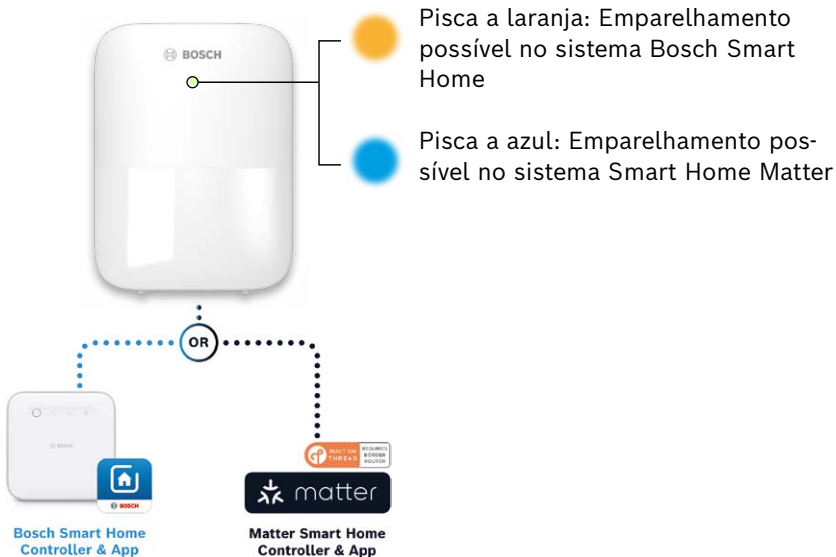 BOSCH
Pisca a laranja: Emparelhamento
possível no sistema Bosch Smart
Home
Pisca a azul: Emparelhamento pos-
sível no sistema Smart Home Matter
OR
BOSCH
BOSCH
Bosch Smart Home
Controller & App
BUILT ON
THREAD
REQUIRES
BORDER
ROUTER
matter
Matter Smart Home
Controller & App